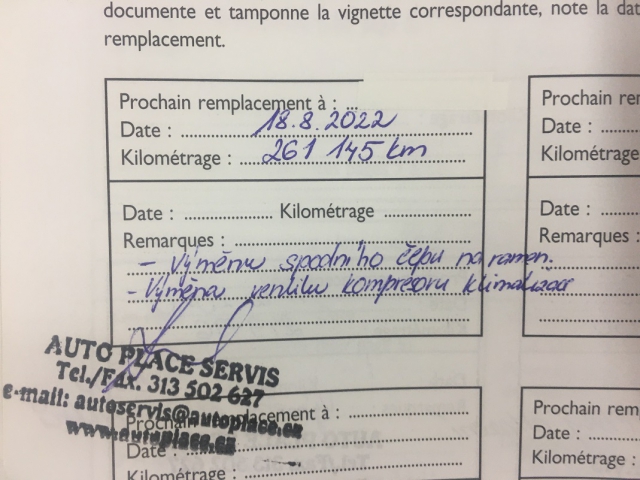 documente et tamponne la vignette correspondante, note la dat
remplacement.
Prochain remplacement à : ...
Date : 18.8.2022
Kilométrage : 261 145 km
Date : Kilométrage
Remarques :
- Výměnu spodního čepu na ramen.
- Výměna ventilu kompresoru klimatizace
AUTO PLACE SERVIS
Tel./Fax. 313 502 627
e-mail: autoservis@autoplace.cz
www.autoplace.cz
Prochain remplacement à :
Date :
Kilométrage :
Prochain rer
Date :
Kilométrage
Date :
Remarques :
Prochain rem
Date :
Kilométrage :